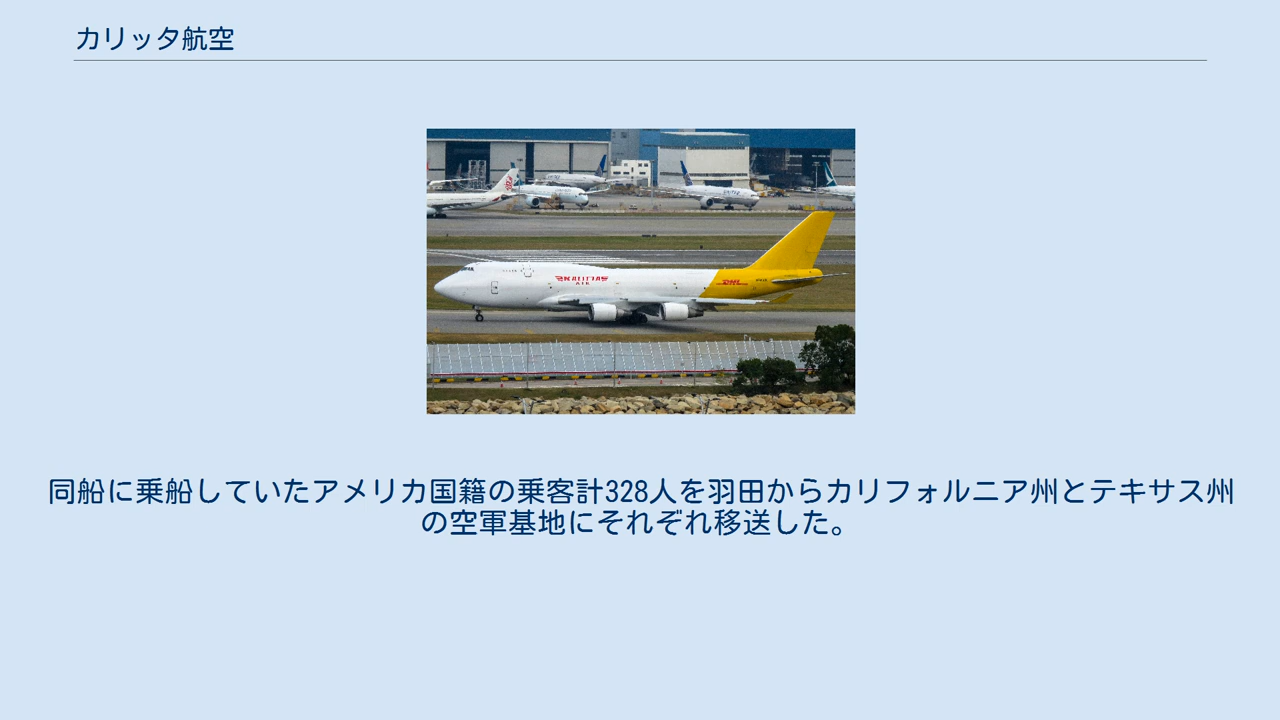 カリッタ航空
KALITTA
AIR
DHL
同船に乗船していたアメリカ国籍の乗客計328人を羽田からカリフォルニア州とテキサス州
の空軍基地にそれぞれ移送した。